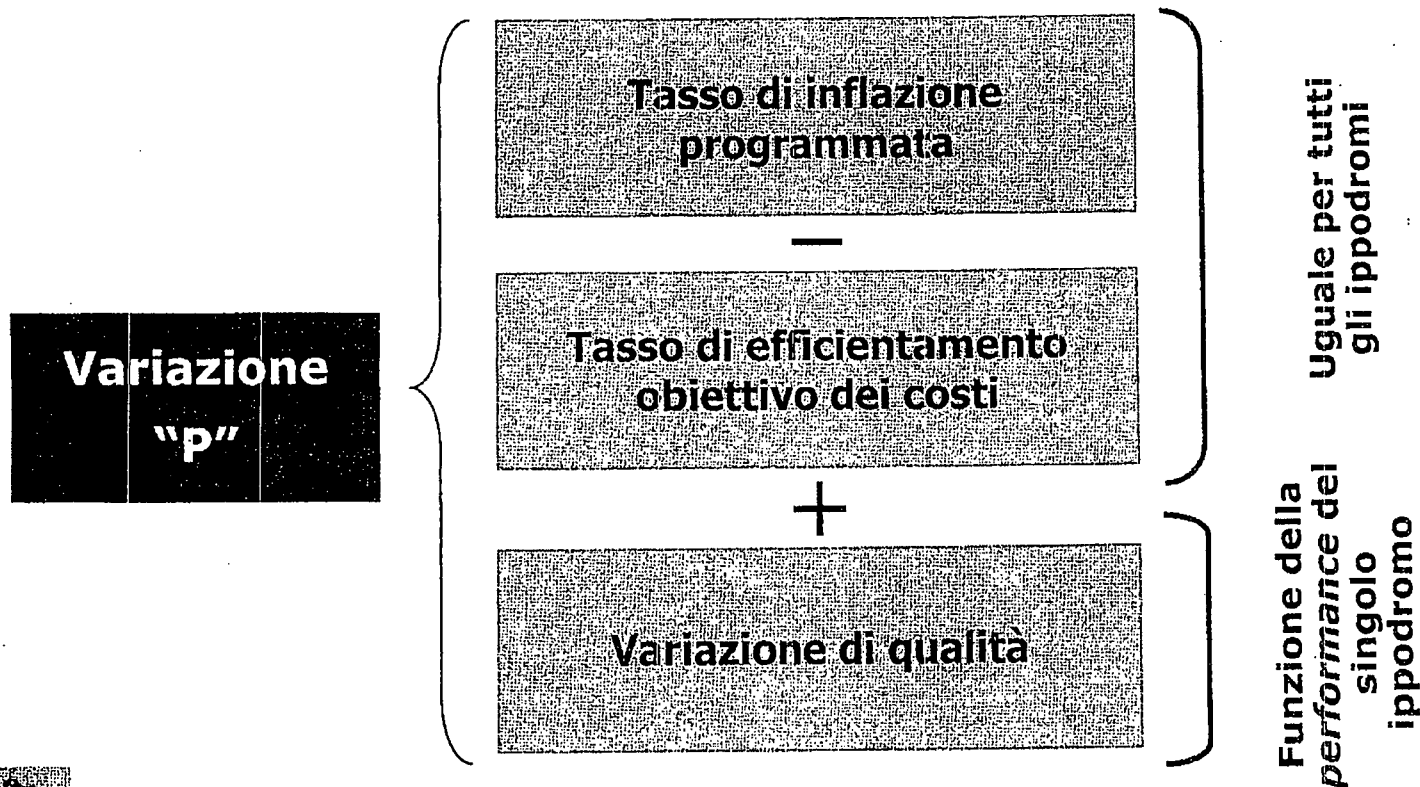 Variazione
"P"
Tasso di inflazione
programmata
–
Tasso di efficientamento
obiettivo dei costi
+
Variazione di qualità
Uguale per tutti
gli ippodromi
Funzione della
performance del
singolo
ippodromo